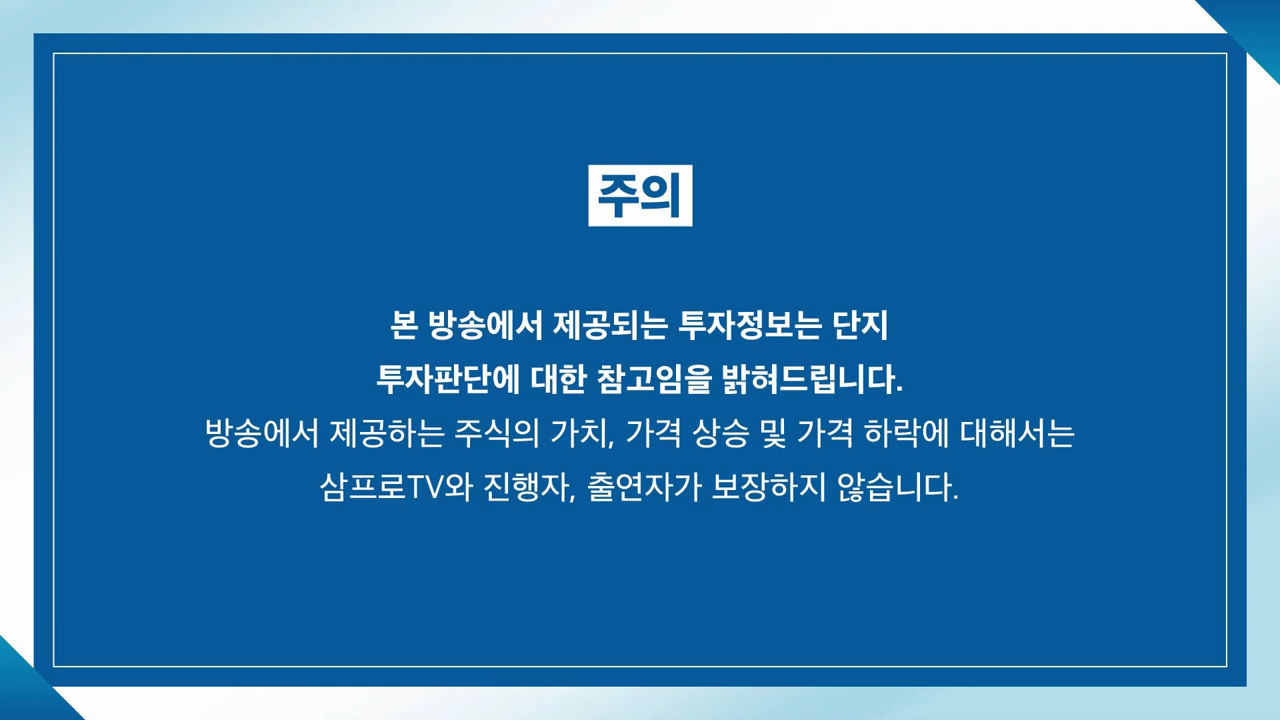 주의
본 방송에서 제공되는 투자정보는 단지
투자판단에 대한 참고임을 밝혀드립니다.
방송에서 제공하는 주식의 가치, 가격 상승 및 가격 하락에 대해서는
삼프로TV와 진행자, 출연자가 보장하지 않습니다.